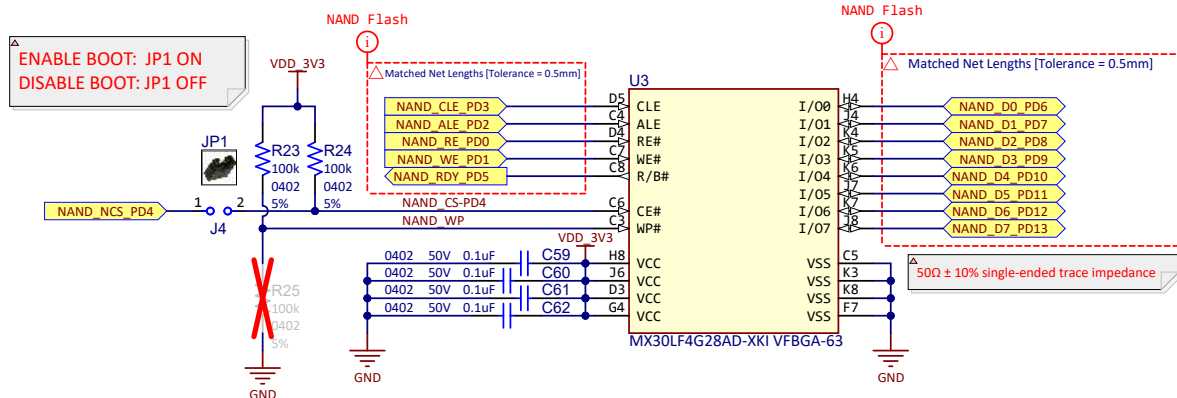 NAND Flash
NAND Flash
ENABLE BOOT:  JP1 ON
DISABLE BOOT: JP1 OFF
VDD_3V3
Matched Net Lengths [Tolerance = 0.5mm]
Matched Net Lengths [Tolerance = 0.5mm]
U3
NAND_CLE_PD3 D5 CLE I/O0 H4 NAND_D0_PD6
NAND_ALE_PD2 C4 ALE I/O1 J4 NAND_D1_PD7
NAND_RE_PD0 D4 RE# I/O2 K4 NAND_D2_PD8
NAND_WE_PD1 C7 WE# I/O3 K5 NAND_D3_PD9
NAND_RDY_PD5 C8 R/B# I/O4 K6 NAND_D4_PD10
I/O5 J7 NAND_D5_PD11
JP1
R23
100k
0402
5%
R24
100k
0402
5%
NAND_NCS_PD4 1 2 NAND_CS-PD4 C6 CE# I/O6 K7 NAND_D6_PD12
J4 NAND_WP C3 WP# I/O7 J8 NAND_D7_PD13
VDD_3V3
0402 50V 0.1uF C59 H8 VCC VSS C5
0402 50V 0.1uF C60 J6 VCC VSS K3
0402 50V 0.1uF C61 D3 VCC VSS K8
0402 50V 0.1uF C62 G4 VCC VSS F7
50Ω ± 10% single-ended trace impedance
R25
100k
0402
5%
MX30LF4G28AD-XKI VFBGA-63
GND
GND
GND